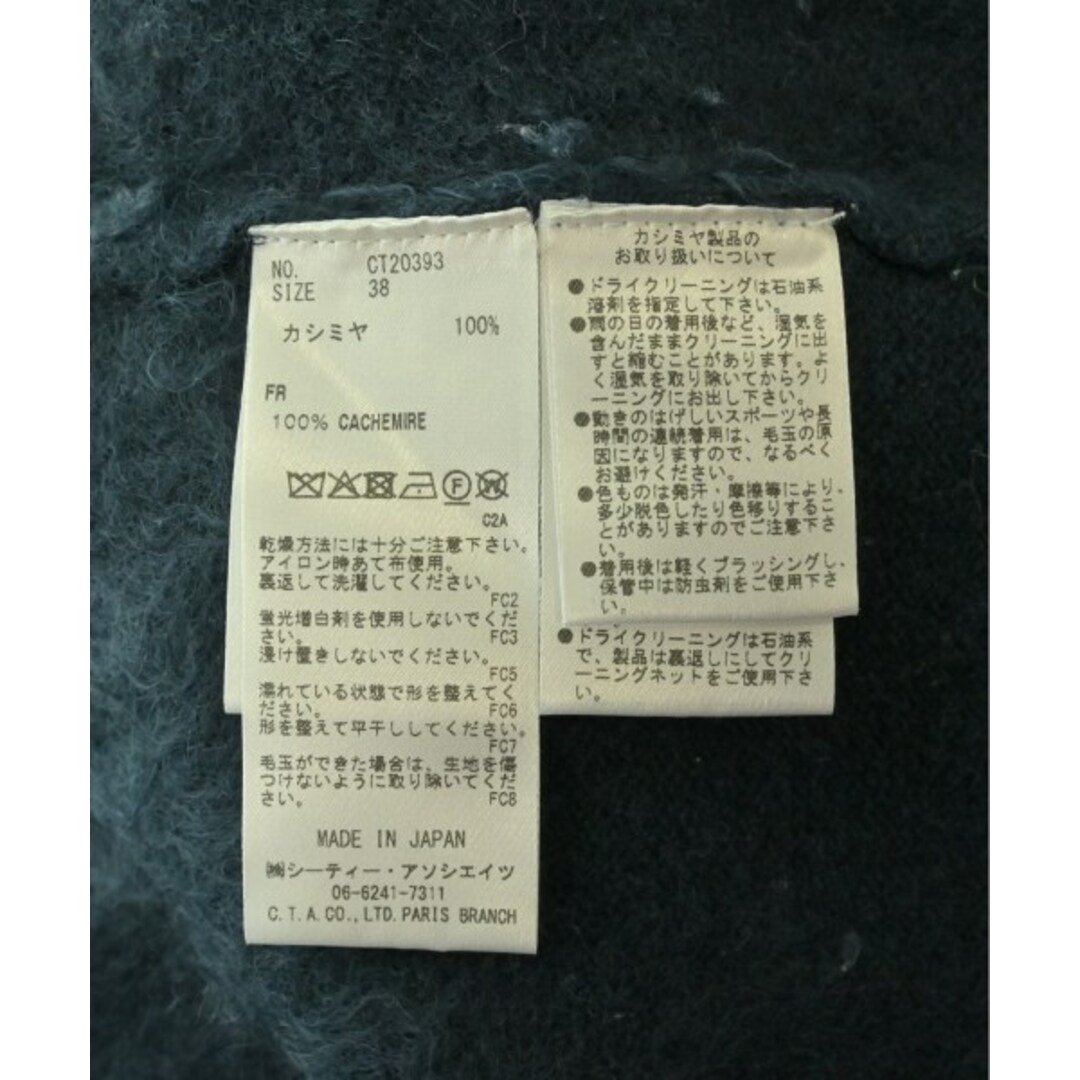 NO. CT20393
SIZE 38
カシミヤ 100%
FR
100% CACHEMIRE
F
W
C2A
乾燥方法には十分ご注意下さい。
アイロン時あて布使用。
裏返して洗濯してください。
FC2
蛍光増白剤を使用しないでくだ
さい。 FC3
浸け置きしないでください。
FC5
濡れている状態で形を整えてく
ださい。 FC6
形を整えて平干ししてください。
FC7
毛玉ができた場合は、生地を傷
つけないように取り除いてくだ
さい。 FC8
MADE IN JAPAN
㈱シーティー・アソシエイツ
06-6241-7311
C.T.A.CO.,LTD.PARIS BRANCH
カシミヤ製品の
お取り扱いについて
●ドライクリーニングは石油系
溶剤を指定して下さい。
●雨の日の着用後など、湿気を
含んだままクリーニングに出
すと縮むことがあります。よ
く湿気を取り除いてからクリ
ーニングにお出し下さい。
●動きのはげしいスポーツや長
時間の連続着用は、毛玉の原
因になりますので、なるべく
お避けください。
●色ものは発汗・摩擦等により、
多少脱色したり色移りするこ
とがありますのでご注意下さ
い。
●着用後は軽くブラッシングし、
保管中は防虫剤をご使用下さ
い。
●ドライクリーニングは石油系
で、製品は裏返しにしてクリ
ーニングネットをご使用下さ
い。